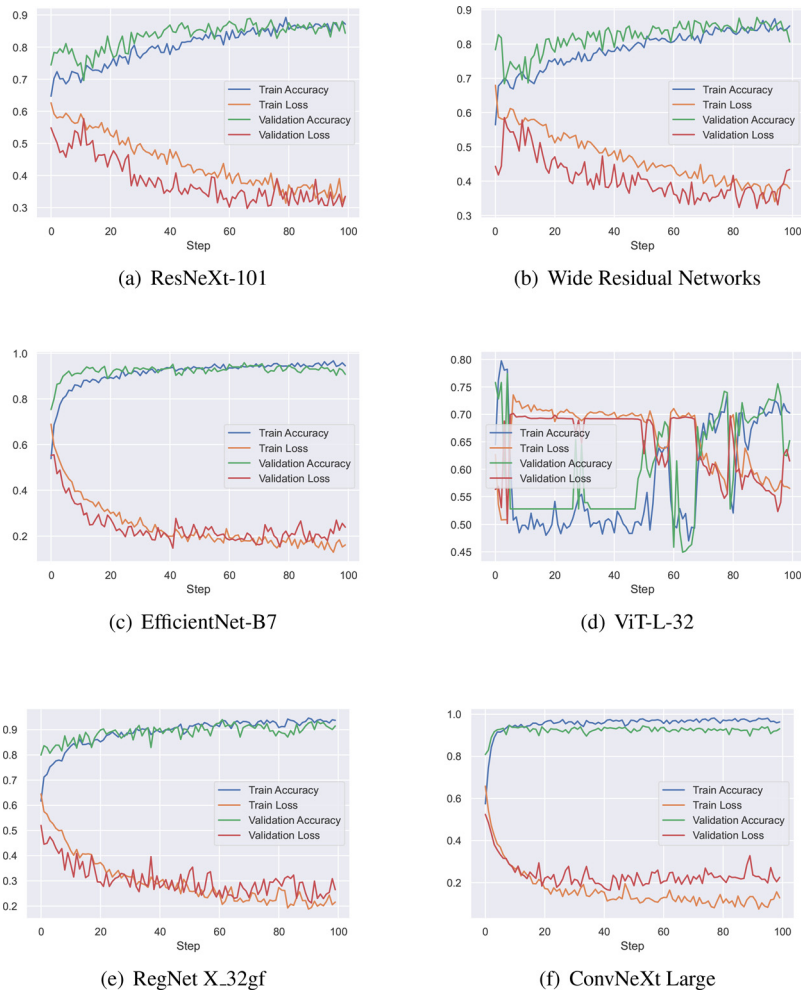 0.9
0.8
0.7
0.6
0.5
0.4
0.3
Train Accuracy
Train Loss
Validation Accuracy
Validation Loss
0 20 40 60 80 100
Step
(a) ResNeXt-101
0.9
0.8
0.7
0.6
0.5
0.4
0.3
Train Accuracy
Train Loss
Validation Accuracy
Validation Loss
0 20 40 60 80 100
Step
(b) Wide Residual Networks
1.0
0.8
0.6
0.4
0.2
Train Accuracy
Train Loss
Validation Accuracy
Validation Loss
0 20 40 60 80 100
Step
(c) EfficientNet-B7
0.80
0.75
0.70
0.65
0.60
0.55
0.50
0.45
Train Accuracy
Train Loss
Validation Accuracy
Validation Loss
0 20 40 60 80 100
Step
(d) ViT-L-32
0.9
0.8
0.7
0.6
0.5
0.4
0.3
0.2
Train Accuracy
Train Loss
Validation Accuracy
Validation Loss
0 20 40 60 80 100
Step
(e) RegNet X_32gf
1.0
0.8
0.6
0.4
0.2
Train Accuracy
Train Loss
Validation Accuracy
Validation Loss
0 20 40 60 80 100
Step
(f) ConvNeXt Large